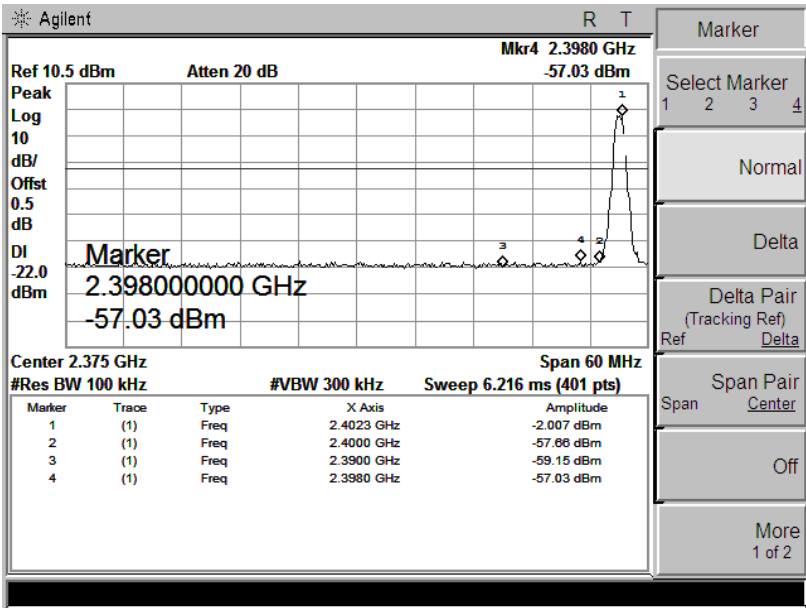 Agilent R T
Mkr4 2.3980 GHz
Ref 10.5 dBm Atten 20 dB -57.03 dBm
Peak
Log
10
dB/
Offst
0.5
dB
DI
-22.0
dBm
1
3
4
2
Marker
2.398000000 GHz
-57.03 dBm
Center 2.375 GHz Span 60 MHz
#Res BW 100 kHz #VBW 300 kHz Sweep 6.216 ms (401 pts)
Marker Trace Type X Axis Amplitude
1 (1) Freq 2.4023 GHz -2.007 dBm
2 (1) Freq 2.4000 GHz -57.66 dBm
3 (1) Freq 2.3900 GHz -59.15 dBm
4 (1) Freq 2.3980 GHz -57.03 dBm
Marker
Select Marker
1 2 3 4
Normal
Delta
Delta Pair
(Tracking Ref)
Ref Delta
Span Pair
Span Center
Off
More
1 of 2